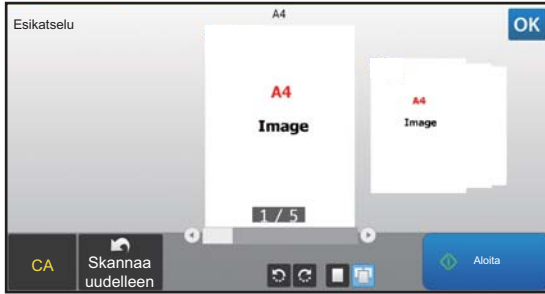 A4
Esikatselu
OK
A4
Image
A4
Image
1 / 5
CA
Skannaa
uudelleen
Aloita